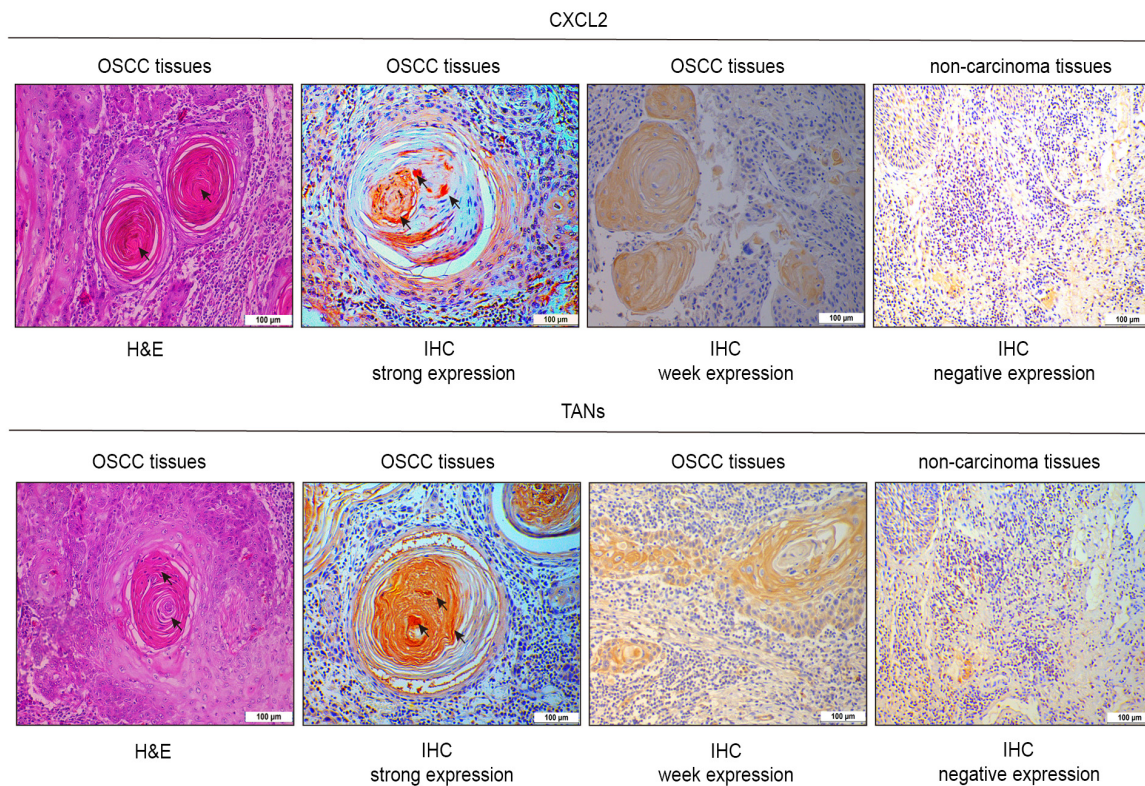 CXCL2
OSCC tissues
OSCC tissues
OSCC tissues
non-carcinoma tissues
100 µm
100 µm
100 µm
100 µm
H&E
IHC
strong expression
IHC
week expression
IHC
negative expression
TANs
OSCC tissues
OSCC tissues
OSCC tissues
non-carcinoma tissues
100 µm
100 µm
100 µm
100 µm
H&E
IHC
strong expression
IHC
week expression
IHC
negative expression